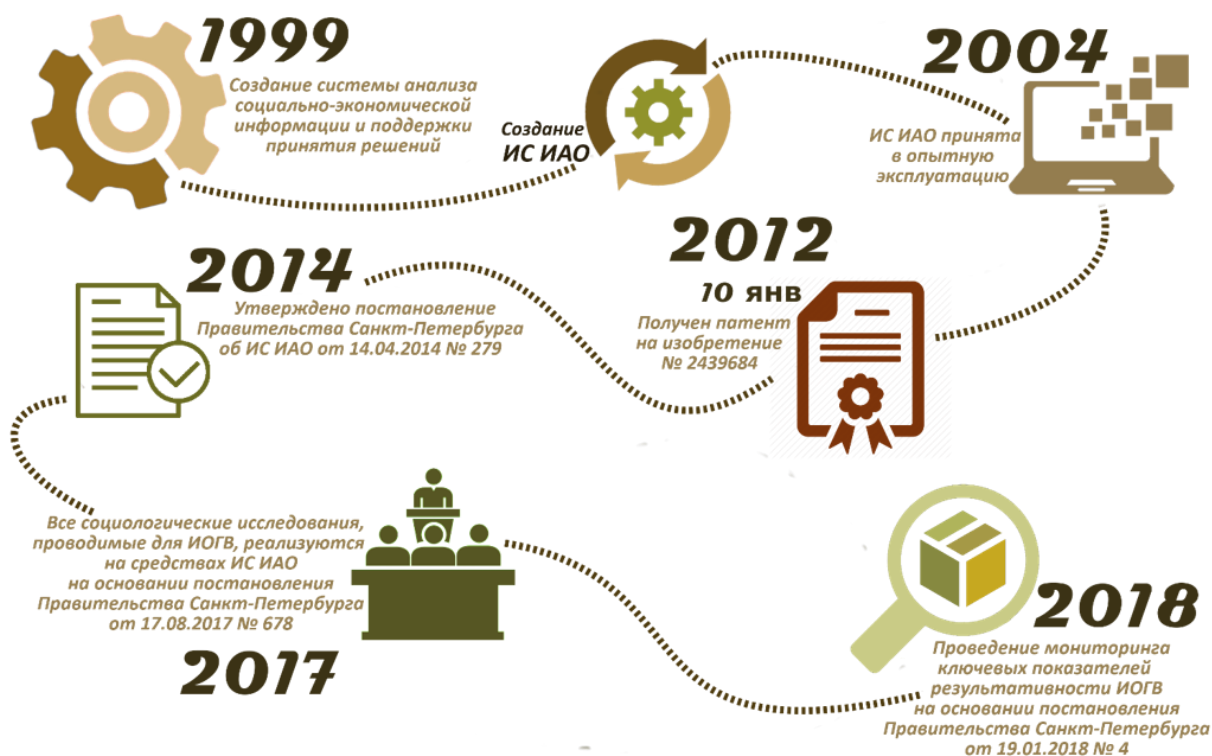 1999
Создание системы анализа
социально-экономической
информации и поддержки
принятия решений
Создание
ИС ИАО
2004
ИС ИАО принята
в опытную
эксплуатацию
2012
10 янв
Получен патент
на изобретение
№ 2439684
2014
Утверждено постановление
Правительства Санкт-Петербурга
об ИС ИАО от 14.04.2014 № 279
Все социологические исследования,
проводимые для ИОГВ, реализуются
на средствах ИС ИАО
на основании постановления
Правительства Санкт-Петербурга
от 17.08.2017 № 678
2017
2018
Проведение мониторинга
ключевых показателей
результативности ИОГВ
на основании постановления
Правительства Санкт-Петербурга
от 19.01.2018 № 4